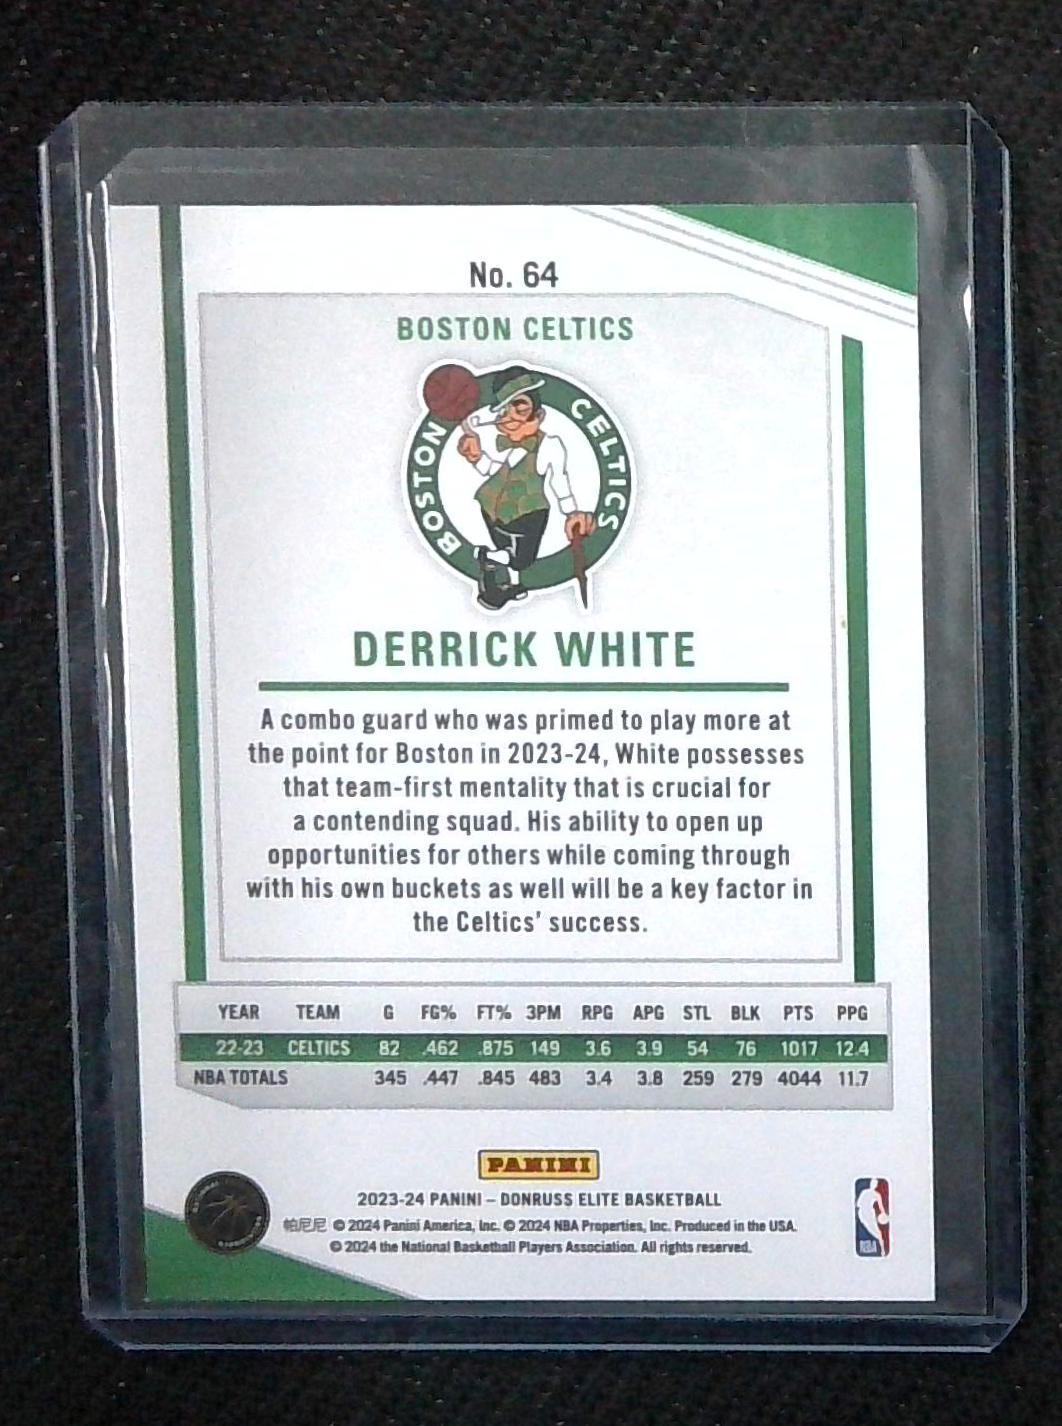 No. 64
BOSTON CELTICS
BOSTON CELTICS
DERRICK WHITE
A combo guard who was primed to play more at
the point for Boston in 2023-24, White possesses
that team-first mentality that is crucial for
a contending squad. His ability to open up
opportunities for others while coming through
with his own buckets as well will be a key factor in
the Celtics' success.
YEAR TEAM G FG% FT% 3PM RPG APG STL BLK PTS PPG
22-23 CELTICS 82 .462 .875 149 3.6 3.9 54 76 1017 12.4
NBA TOTALS 345 .447 .845 483 3.4 3.8 259 279 4044 11.7
PANINI
2023-24 PANINI – DONRUSS ELITE BASKETBALL
帕尼尼 © 2024 Panini America, Inc. © 2024 NBA Properties, Inc. Produced in the USA.
© 2024 the National Basketball Players Association. All rights reserved.
NBA